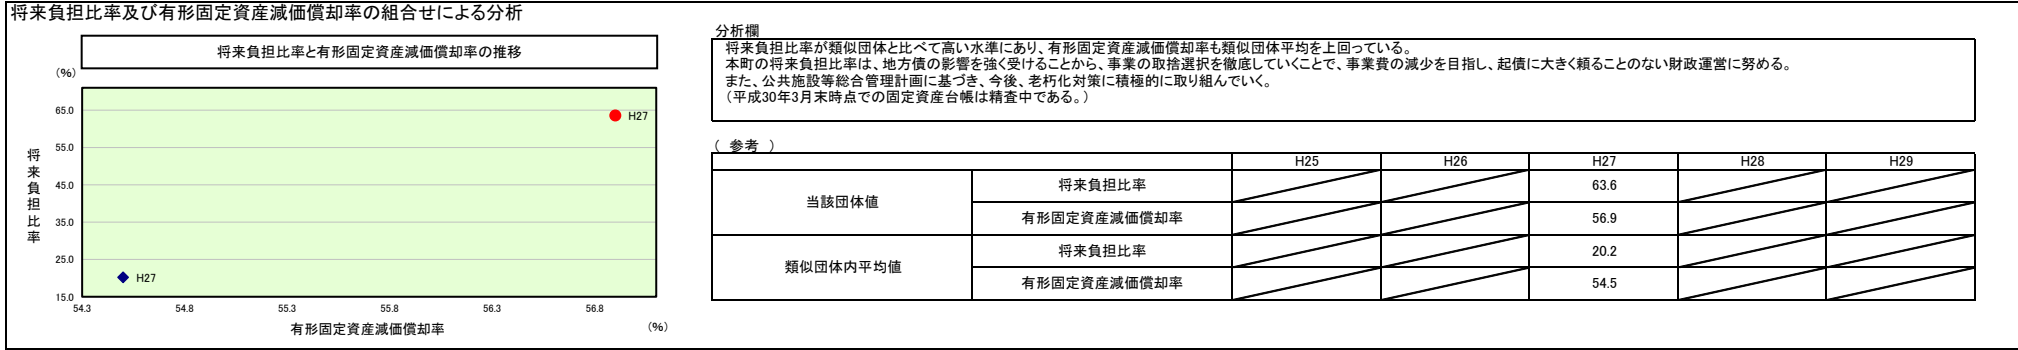 将来負担比率及び有形固定資産減価償却率の組合せによる分析
将来負担比率と有形固定資産減価償却率の推移
(%)
65.0
55.0
45.0
35.0
25.0
15.0
将来負担比率
H27
H27
54.3 54.8 55.3 55.8 56.3 56.8
有形固定資産減価償却率
(%)
分析欄
将来負担比率が類似団体と比べて高い水準にあり、有形固定資産減価償却率も類似団体平均を上回っている。
本町の将来負担比率は、地方債の影響を強く受けることから、事業の取捨選択を徹底していくことで、事業費の減少を目指し、起債に大きく頼ることのない財政運営に努める。
また、公共施設等総合管理計画に基づき、今後、老朽化対策に積極的に取り組んでいく。
（平成30年3月末時点での固定資産台帳は精査中である。）
（ 参考 ）
H25 H26 H27 H28 H29
当該団体値
将来負担比率 63.6
有形固定資産減価償却率 56.9
類似団体内平均値
将来負担比率 20.2
有形固定資産減価償却率 54.5